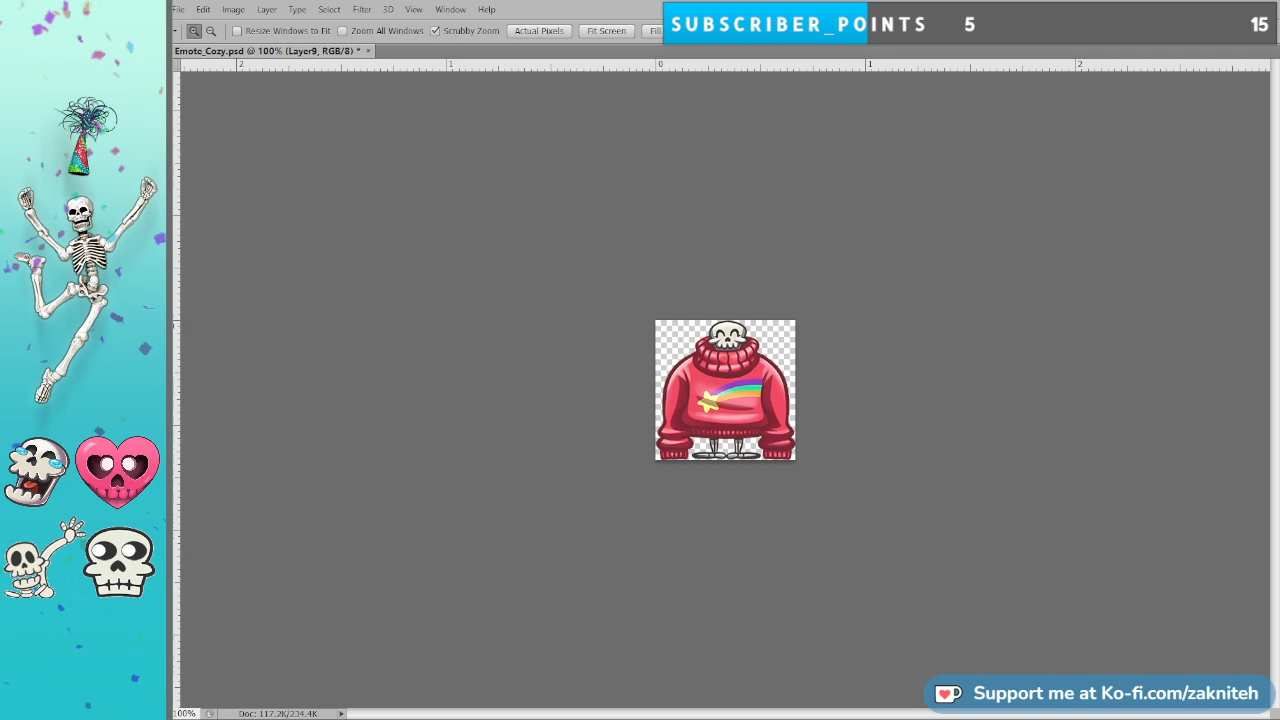 File Edit Image Layer Type Select Filter 3D View Window Help
SUBSCRIBER_POINTS 5 15
Resize Windows to Fit Zoom All Windows Scrubby Zoom Actual Pixels Fit Screen Fil
Emote_Cozy.psd @ 100% (Layer9, RGB/8) * ×
2 1 0 1 2
Support me at Ko-fi.com/zakniteh
100% Doc: 117.2K/234.4K